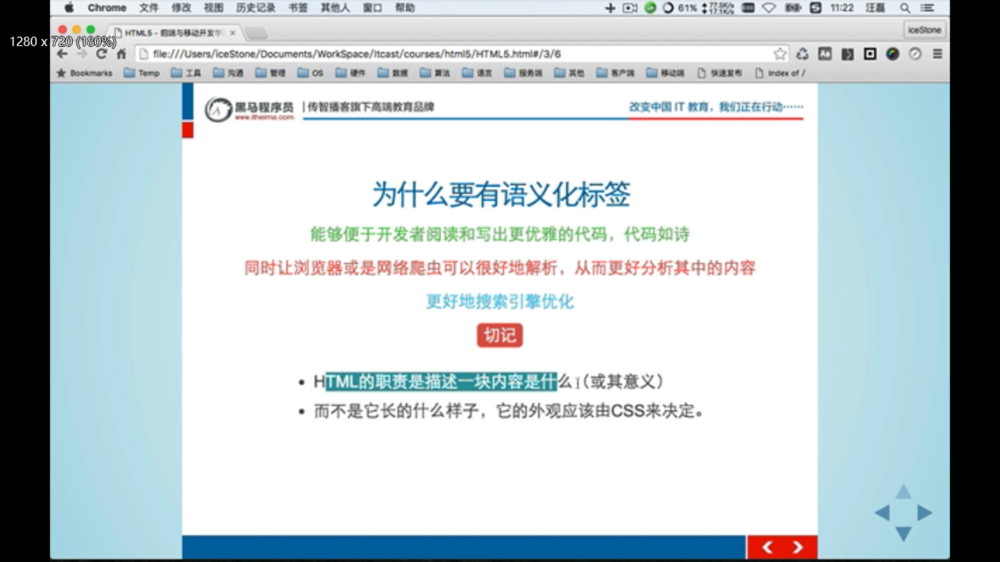 Chrome 文件 修改 视图 历史记录 书签 其他人 窗口 帮助 61% 11:22 汪磊
HTML5 - 前端与移动开发学 iceStone
1280 x 720 (180%)
file:///Users/iceStone/Documents/WorkSpace/Itcast/courses/html5/HTML5.html#/3/6
Bookmarks Temp 工具 沟通 管理 OS 硬件 数据 算法 语言 服务端 其他 客户端 移动端 快速发布 Index of /
黑马程序员 | 传智播客旗下高端教育品牌 改变中国 IT 教育，我们正在行动……
www.itheima.com
为什么要有语义化标签
能够便于开发者阅读和写出更优雅的代码，代码如诗
同时让浏览器或是网络爬虫可以很好地解析，从而更好分析其中的内容
更好地搜索引擎优化
切记
• HTML的职责是描述一块内容是什么（或其意义）
• 而不是它长的什么样子，它的外观应该由CSS来决定。